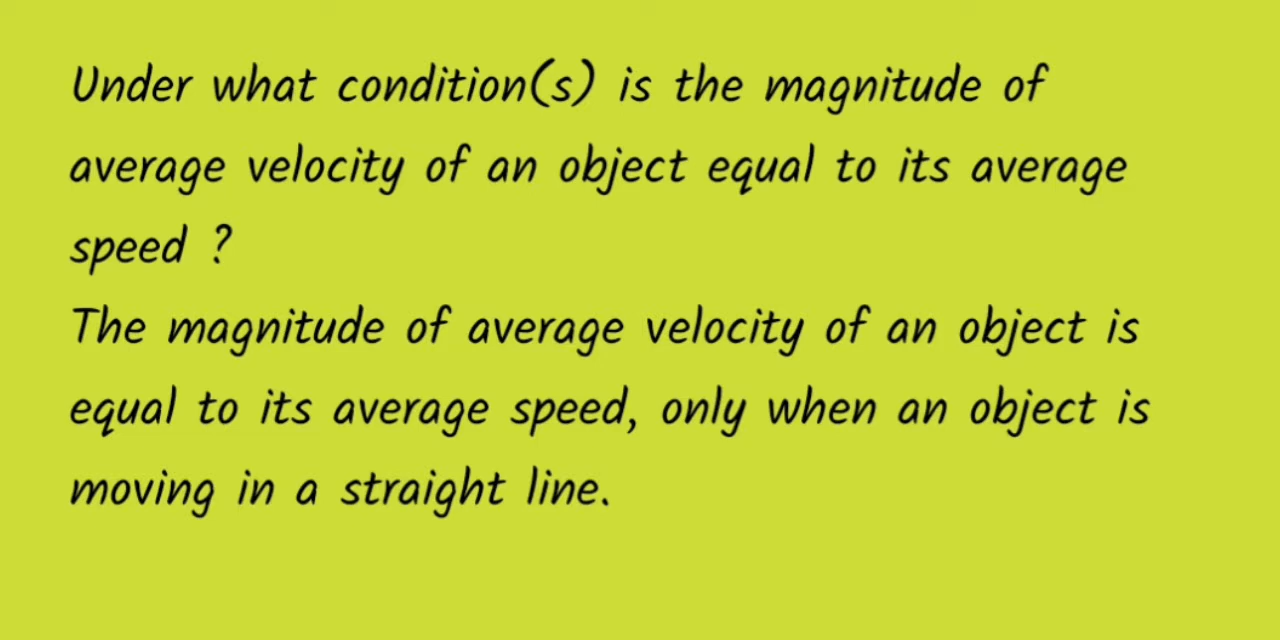 Under what condition(s) is the magnitude of
average velocity of an object equal to its average
speed ?
The magnitude of average velocity of an object is
equal to its average speed, only when an object is
moving in a straight line.